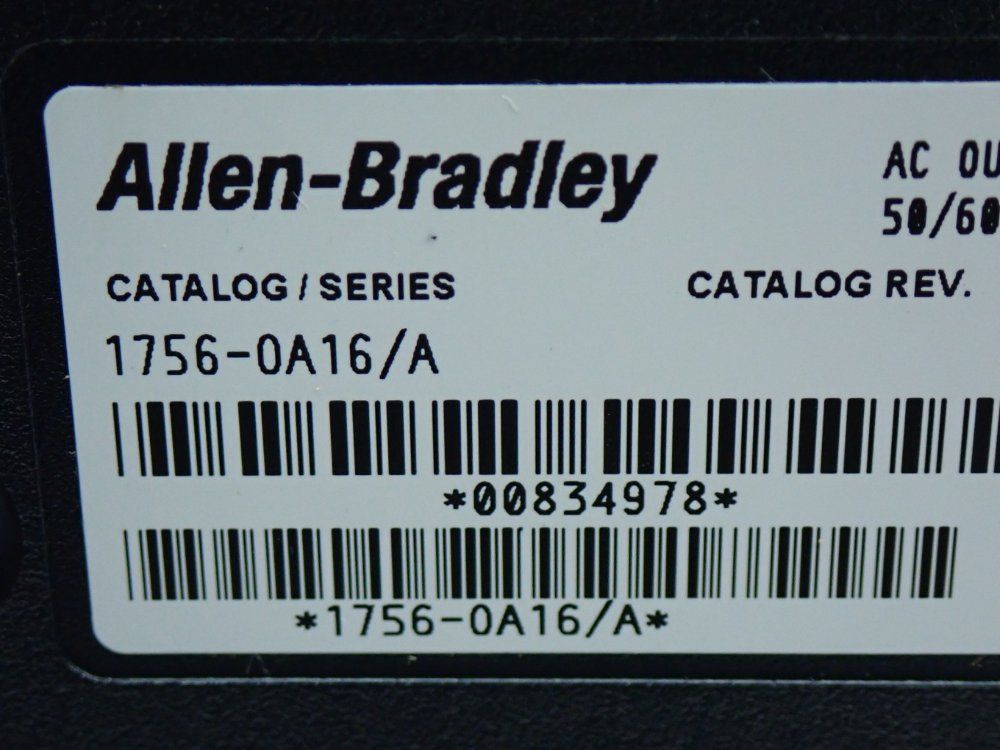 Allen-Bradley
AC OU
50/60
CATALOG / SERIES
CATALOG REV.
1756-OA16/A
*00834978*
*1756-OA16/A*